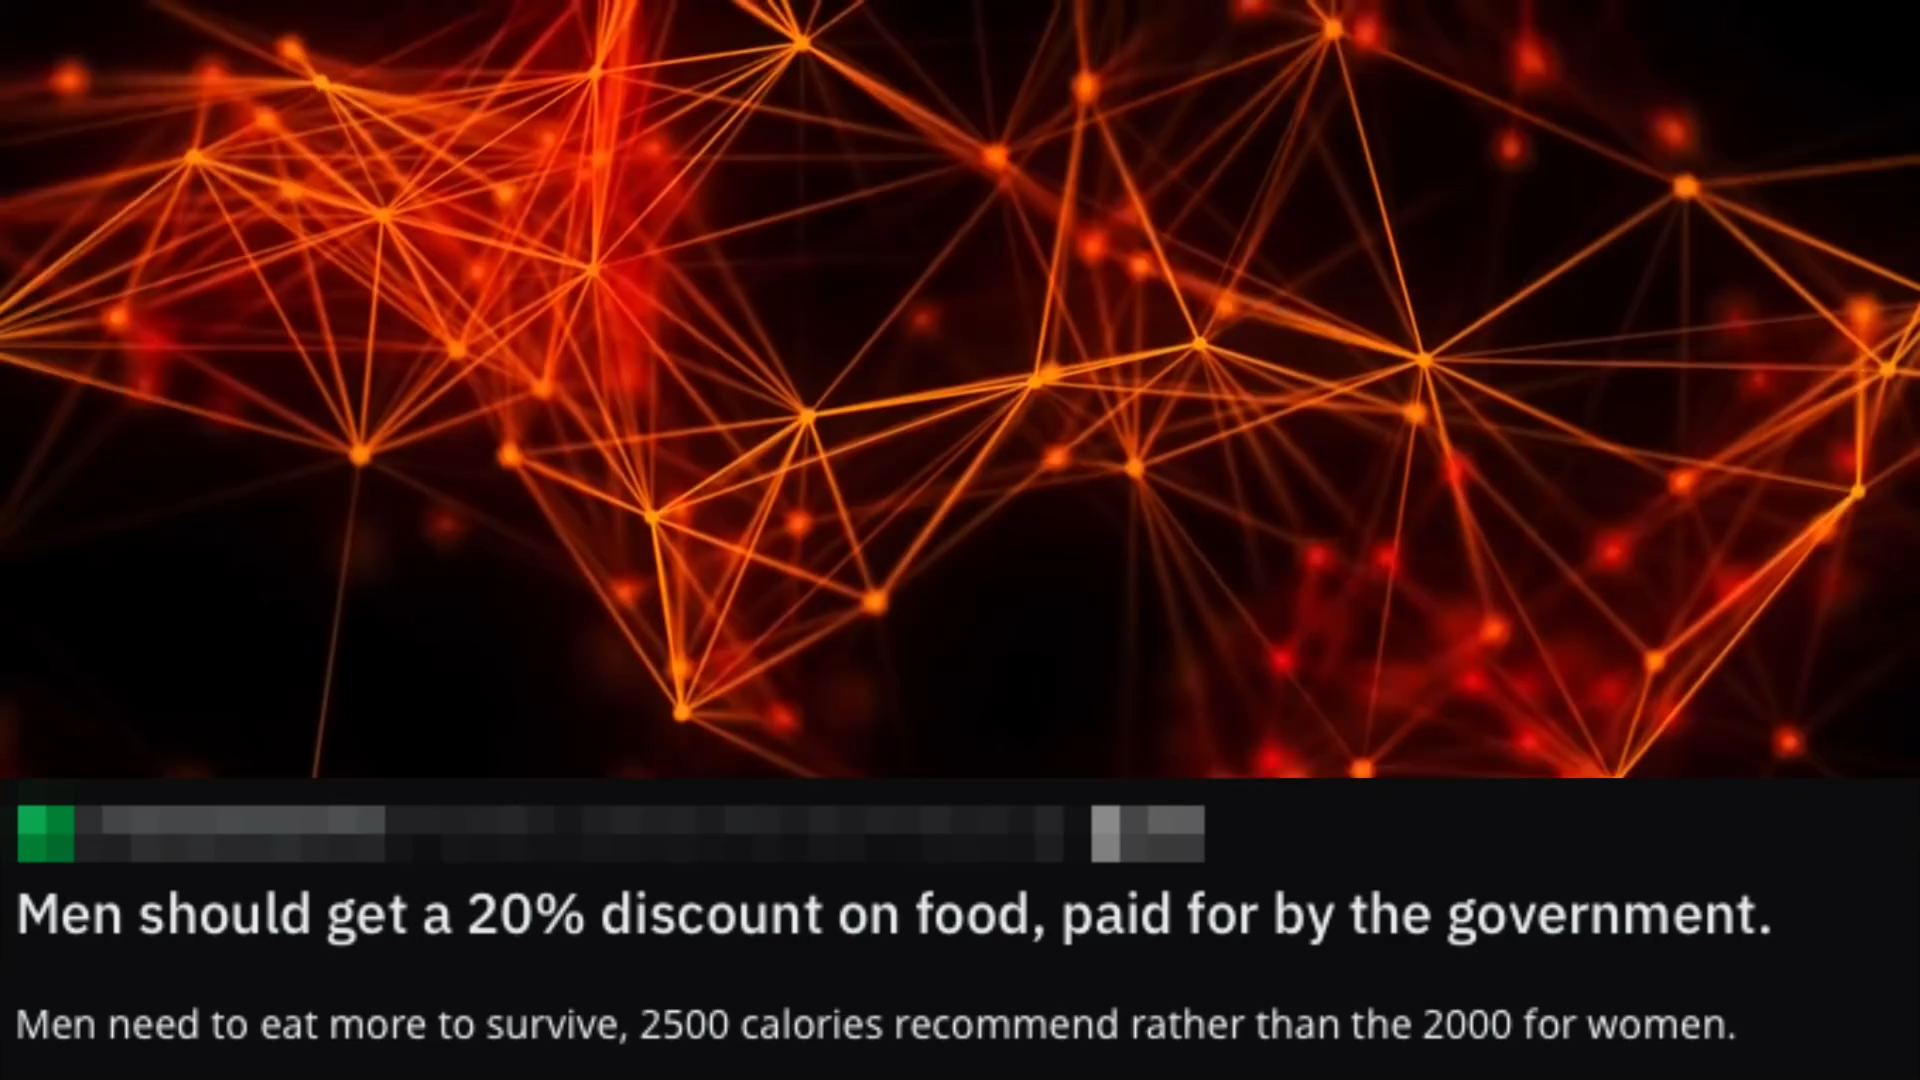 Men should get a 20% discount on food, paid for by the government.
Men need to eat more to survive, 2500 calories recommend rather than the 2000 for women.